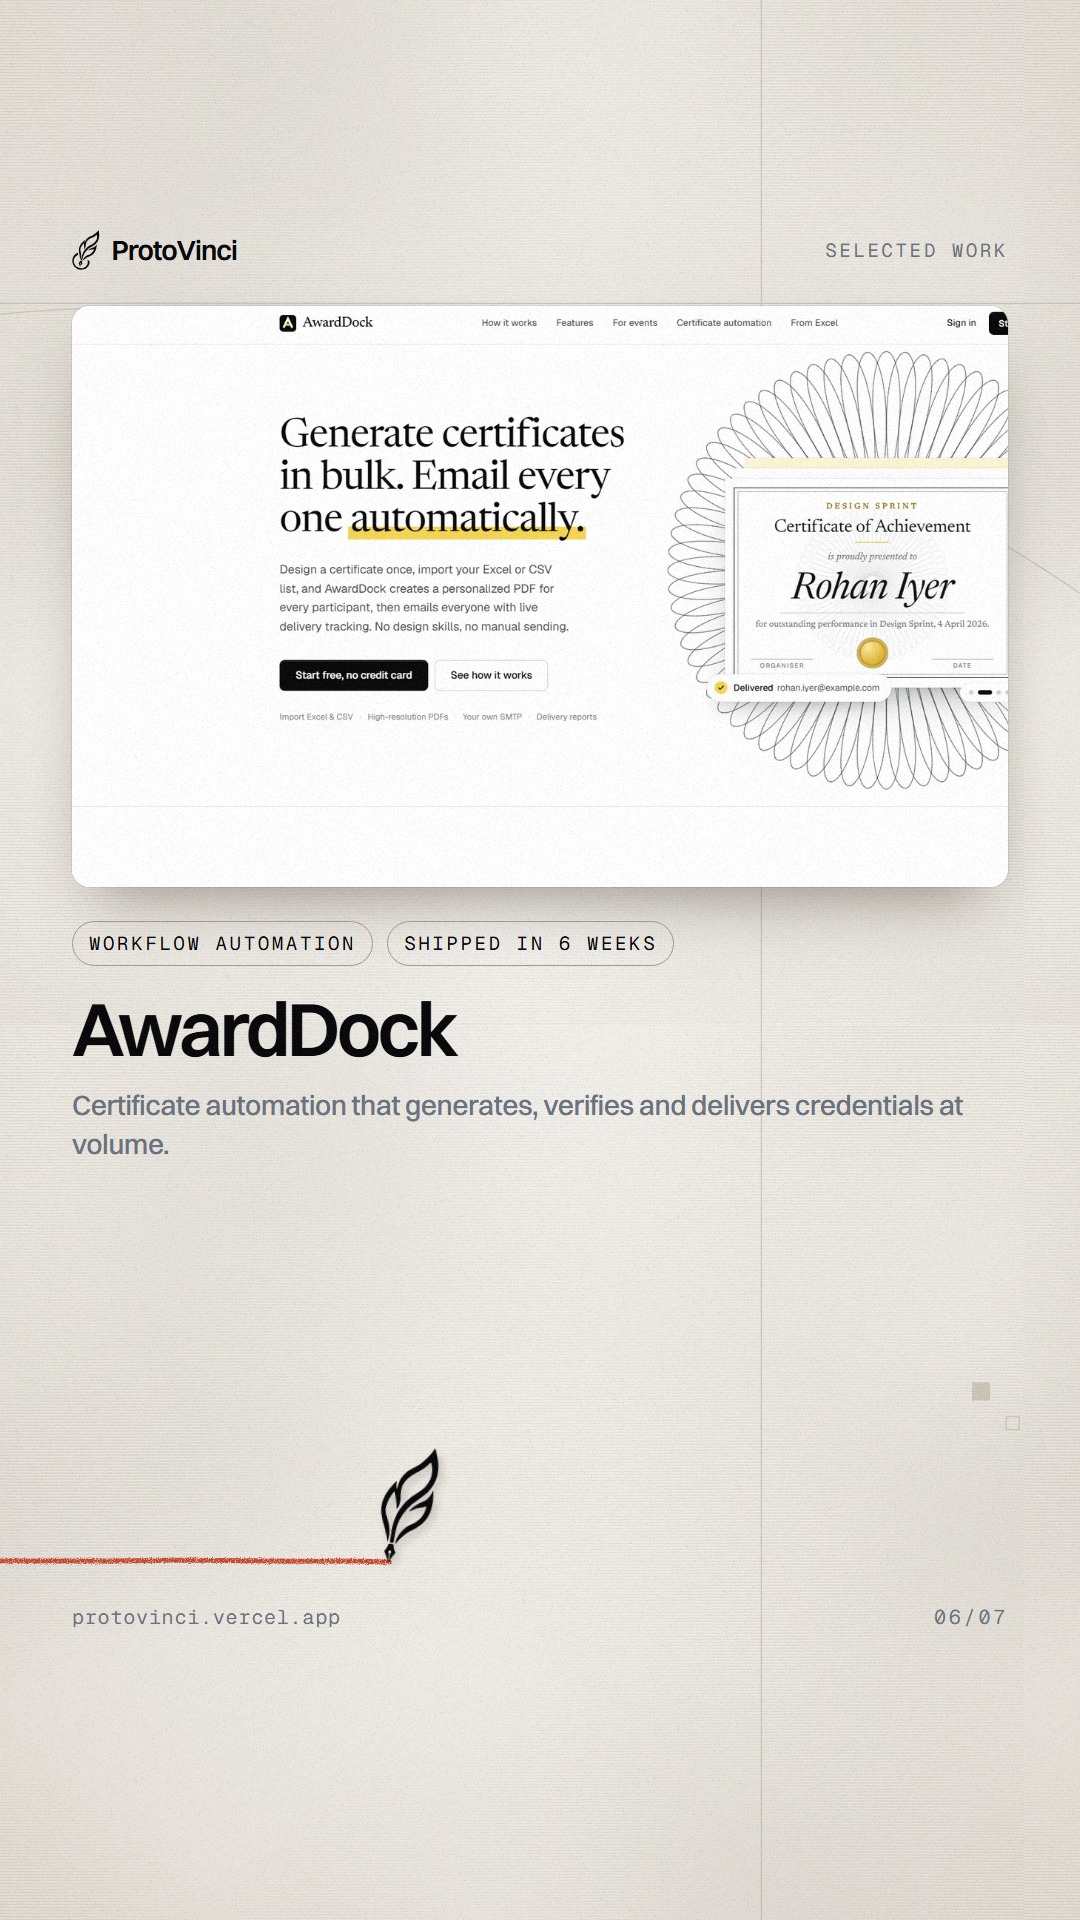 ProtoVinci
SELECTED WORK
AwardDock
How it works
Features
For events
Certificate automation
From Excel
Sign in
St
Generate certificates
in bulk. Email every
one automatically.
Design a certificate once, import your Excel or CSV
list, and AwardDock creates a personalized PDF for
every participant, then emails everyone with live
delivery tracking. No design skills, no manual sending.
Start free, no credit card
See how it works
Import Excel & CSV
High-resolution PDFs
Your own SMTP
Delivery reports
DESIGN SPRINT
Certificate of Achievement
is proudly presented to
Rohan Iyer
for outstanding performance in Design Sprint, 4 April 2026.
ORGANISER
DATE
Delivered rohan.iyer@example.com
WORKFLOW AUTOMATION
SHIPPED IN 6 WEEKS
AwardDock
Certificate automation that generates, verifies and delivers credentials at
volume.
protovinci.vercel.app
06/07